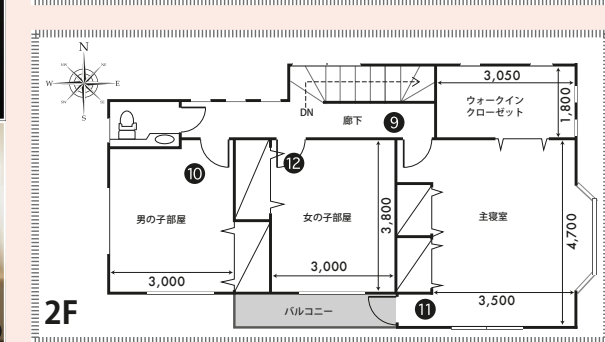 N
W
E
S
3,050
ウォークイン
クローゼット
1,800
DN
廊下
9
10
12
男の子部屋
女の子部屋
3,800
主寝室
4,700
3,000
3,000
3,500
2F
バルコニー
11